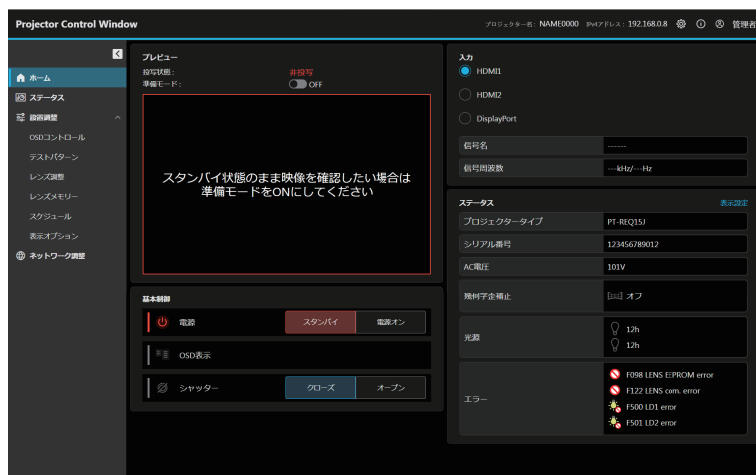 Projector Control Window
プロジェクター名: NAME0000 IPv4アドレス: 192.168.0.8 管理者
ホーム
ステータス
設置調整
OSDコントロール
テストパターン
レンズ調整
レンズメモリー
スケジュール
表示オプション
ネットワーク調整
プレビュー
投写状態: 非投写
準備モード: OFF
スタンバイ状態のまま映像を確認したい場合は
準備モードをONにしてください
基本制御
電源 スタンバイ 電源オン
OSD表示
シャッター クローズ オープン
入力
HDMI1
HDMI2
DisplayPort
信号名 ------
信号周波数 ---kHz/---Hz
ステータス 表示設定
プロジェクタータイプ PT-REQ15J
シリアル番号 123456789012
AC電圧 101V
幾何学歪補正 オフ
光源 12h
12h
エラー F098 LENS EEPROM error
F122 LENS com. error
F500 LD1 error
F501 LD2 error